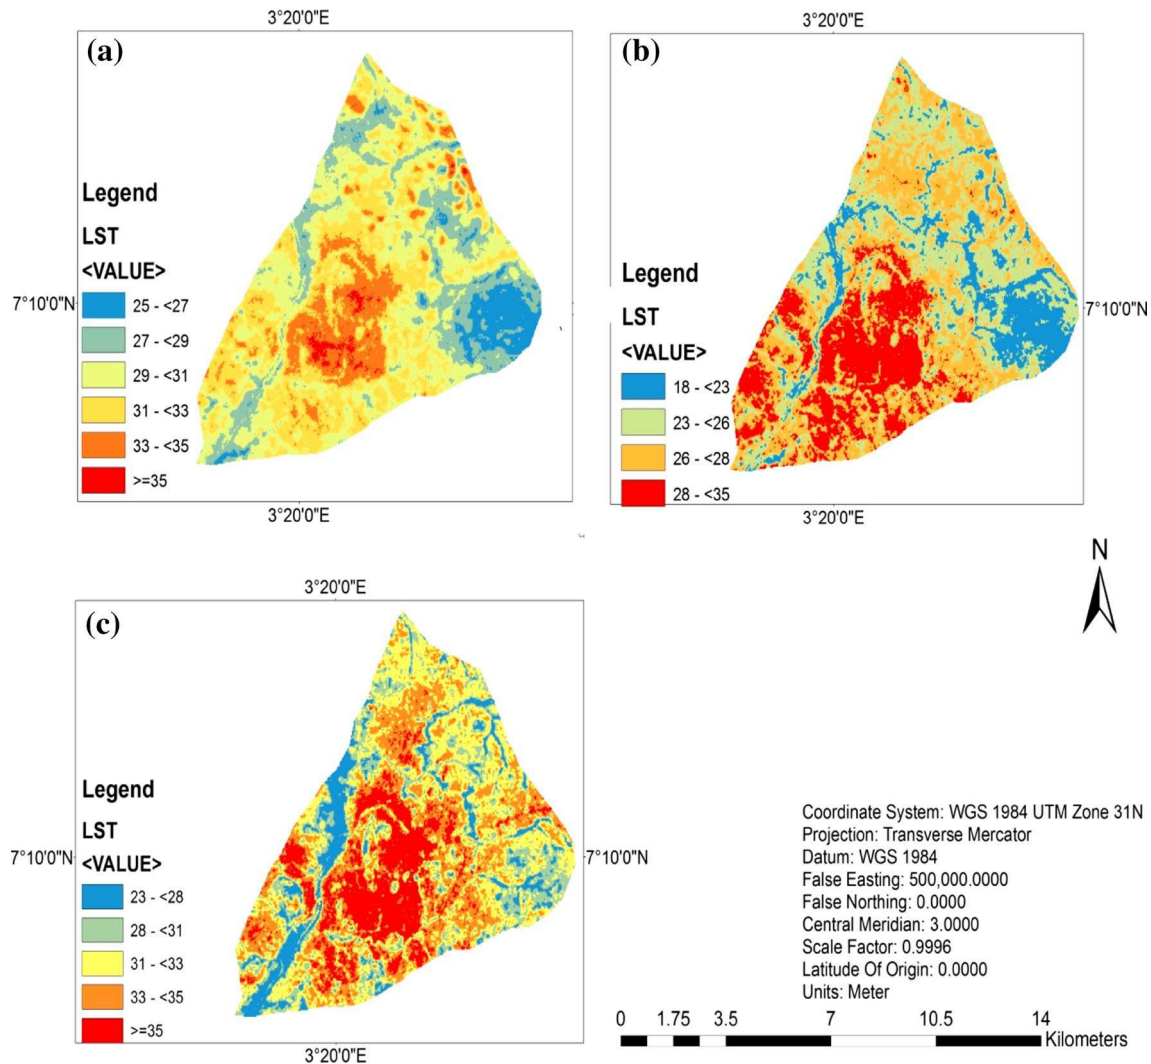 3°20'0"E
(a)
Legend
LST
<VALUE>
7°10'0"N
25 - <27
27 - <29
29 - <31
31 - <33
33 - <35
>=35
3°20'0"E
3°20'0"E
(b)
Legend
LST
<VALUE>
7°10'0"N
18 - <23
23 - <26
26 - <28
28 - <35
3°20'0"E
N
3°20'0"E
(c)
Legend
LST
<VALUE>
7°10'0"N
7°10'0"N
23 - <28
28 - <31
31 - <33
33 - <35
>=35
3°20'0"E
Coordinate System: WGS 1984 UTM Zone 31N
Projection: Transverse Mercator
Datum: WGS 1984
False Easting: 500,000.0000
False Northing: 0.0000
Central Meridian: 3.0000
Scale Factor: 0.9996
Latitude Of Origin: 0.0000
Units: Meter
0 1.75 3.5 7 10.5 14
Kilometers